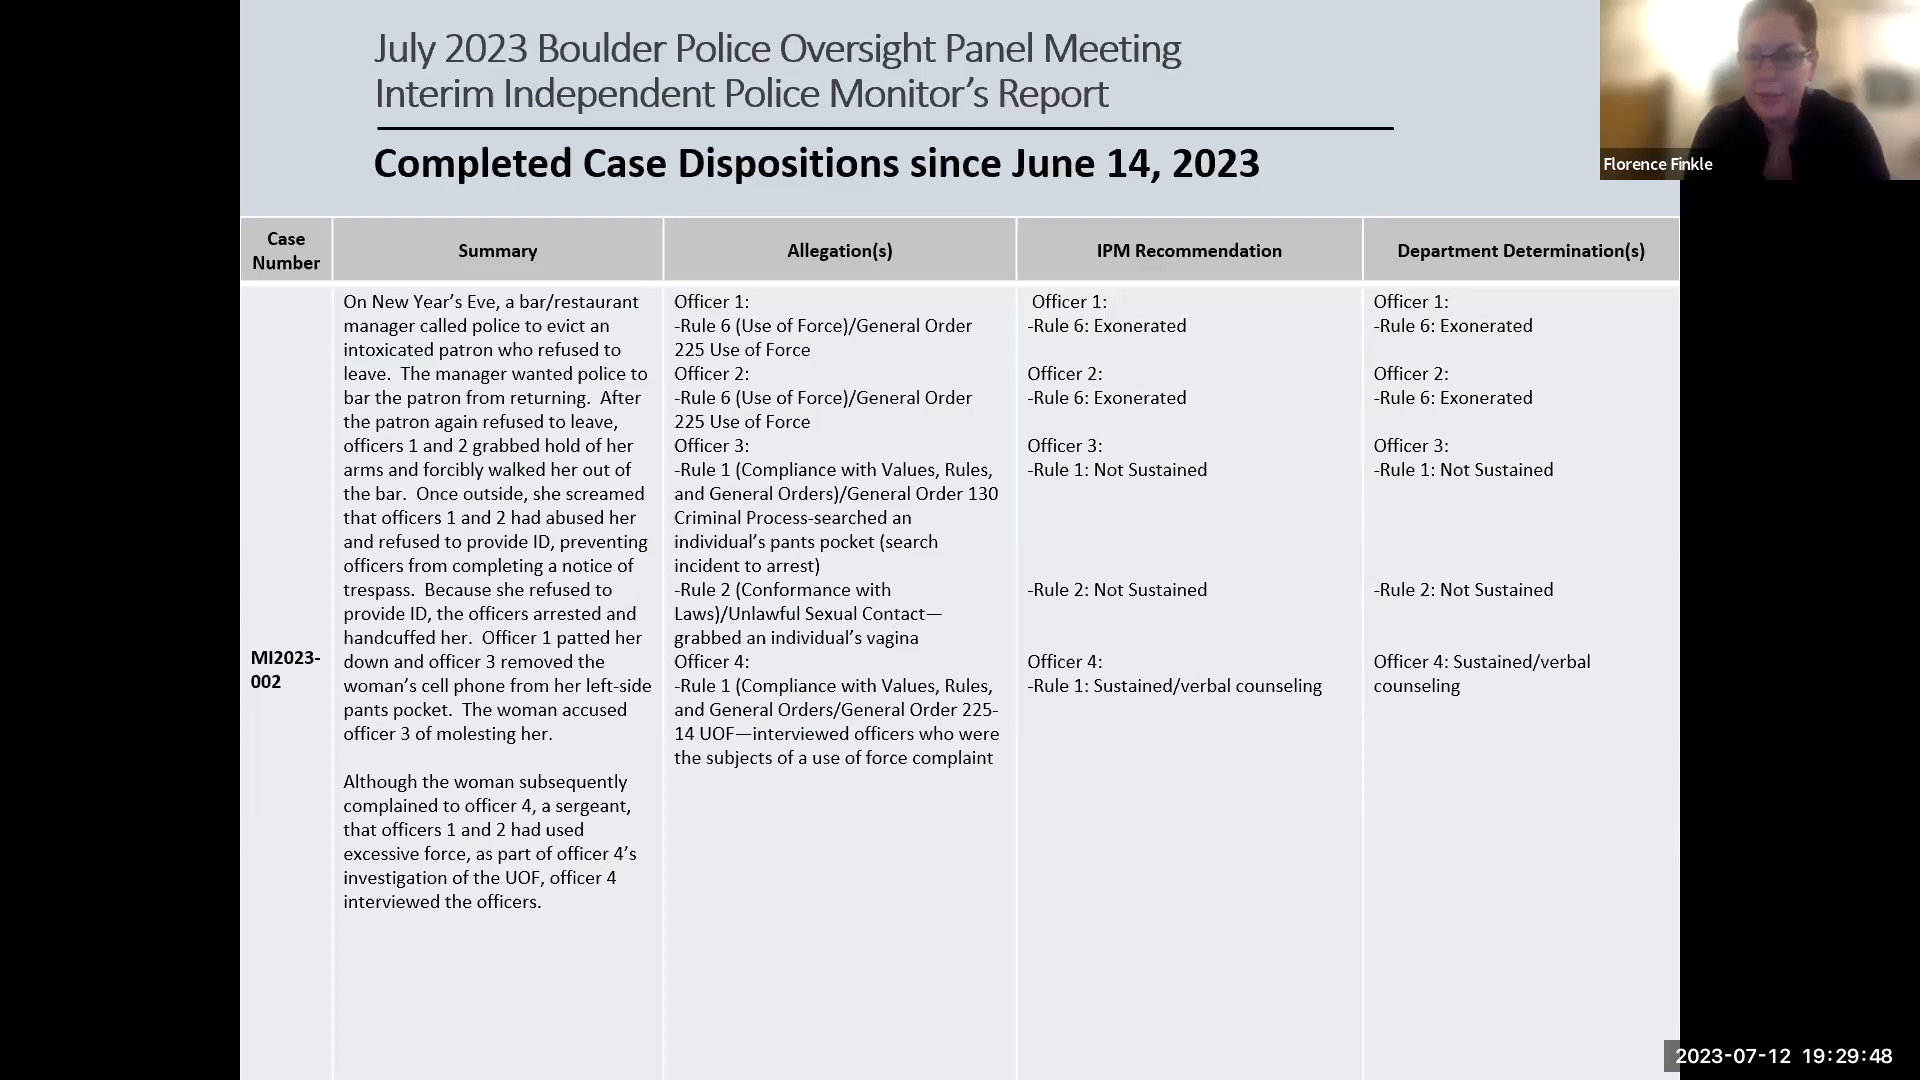 July 2023 Boulder Police Oversight Panel Meeting
Interim Independent Police Monitor's Report
Completed Case Dispositions since June 14, 2023
Florence Finkle
Case
Number
Summary
Allegation(s)
IPM Recommendation
Department Determination(s)
MI2023-
002
On New Year's Eve, a bar/restaurant
manager called police to evict an
intoxicated patron who refused to
leave.  The manager wanted police to
bar the patron from returning.  After
the patron again refused to leave,
officers 1 and 2 grabbed hold of her
arms and forcibly walked her out of
the bar.  Once outside, she screamed
that officers 1 and 2 had abused her
and refused to provide ID, preventing
officers from completing a notice of
trespass.  Because she refused to
provide ID, the officers arrested and
handcuffed her.  Officer 1 patted her
down and officer 3 removed the
woman's cell phone from her left-side
pants pocket.  The woman accused
officer 3 of molesting her.
Although the woman subsequently
complained to officer 4, a sergeant,
that officers 1 and 2 had used
excessive force, as part of officer 4's
investigation of the UOF, officer 4
interviewed the officers.
Officer 1:
-Rule 6 (Use of Force)/General Order
225 Use of Force
Officer 2:
-Rule 6 (Use of Force)/General Order
225 Use of Force
Officer 3:
-Rule 1 (Compliance with Values, Rules,
and General Orders)/General Order 130
Criminal Process-searched an
individual's pants pocket (search
incident to arrest)
-Rule 2 (Conformance with
Laws)/Unlawful Sexual Contact—
grabbed an individual's vagina
Officer 4:
-Rule 1 (Compliance with Values, Rules,
and General Orders/General Order 225-
14 UOF—interviewed officers who were
the subjects of a use of force complaint
Officer 1:
-Rule 6: Exonerated
Officer 2:
-Rule 6: Exonerated
Officer 3:
-Rule 1: Not Sustained
-Rule 2: Not Sustained
Officer 4:
-Rule 1: Sustained/verbal counseling
Officer 1:
-Rule 6: Exonerated
Officer 2:
-Rule 6: Exonerated
Officer 3:
-Rule 1: Not Sustained
-Rule 2: Not Sustained
Officer 4: Sustained/verbal
counseling
2023-07-12 19:29:48